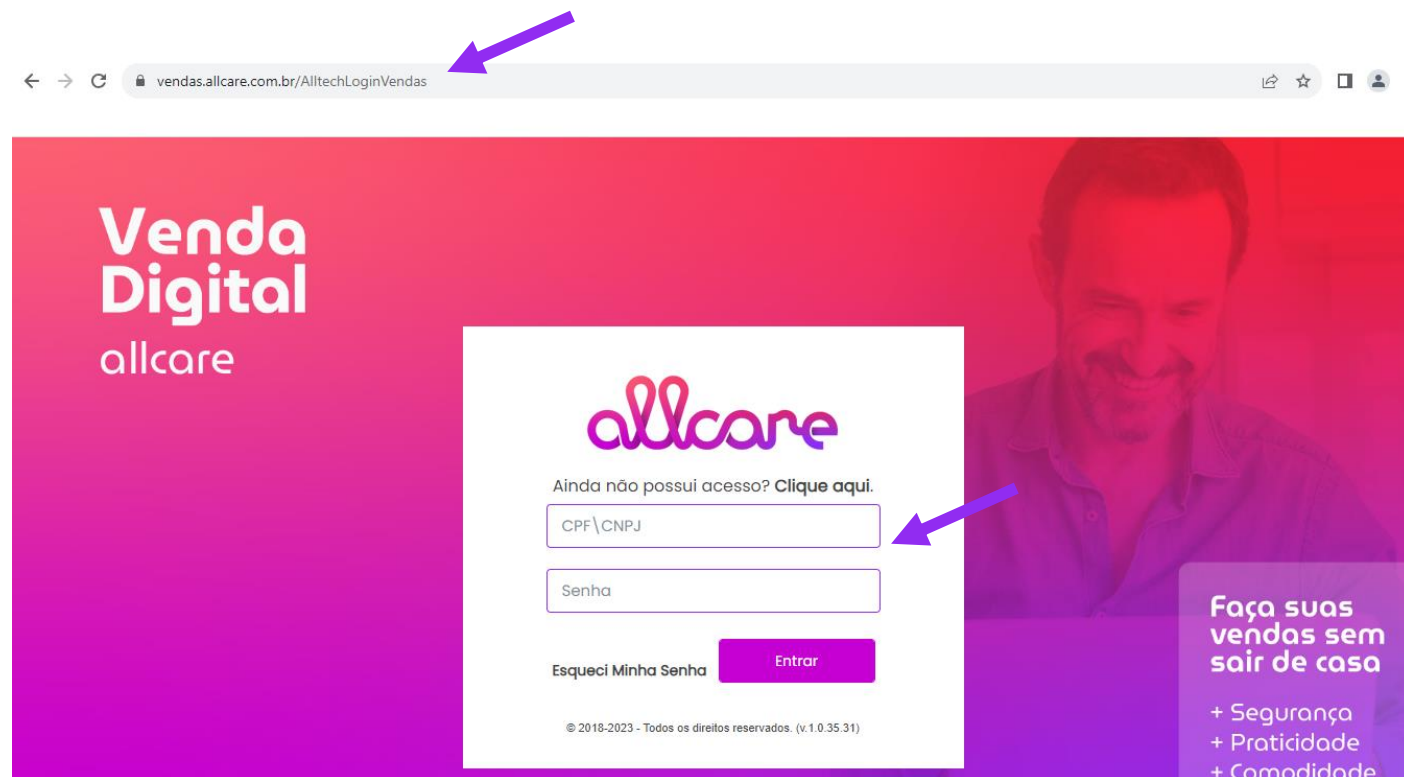 vendas.allcare.com.br/AlltechLoginVendas
Venda
Digital
allcare
allcare
Ainda não possui acesso? Clique aqui.
CPF\CNPJ
Senha
Esqueci Minha Senha
Entrar
© 2018-2023 - Todos os direitos reservados. (v.1.0.35.31)
Faça suas
vendas sem
sair de casa
+ Segurança
+ Praticidade
+ Comodidade